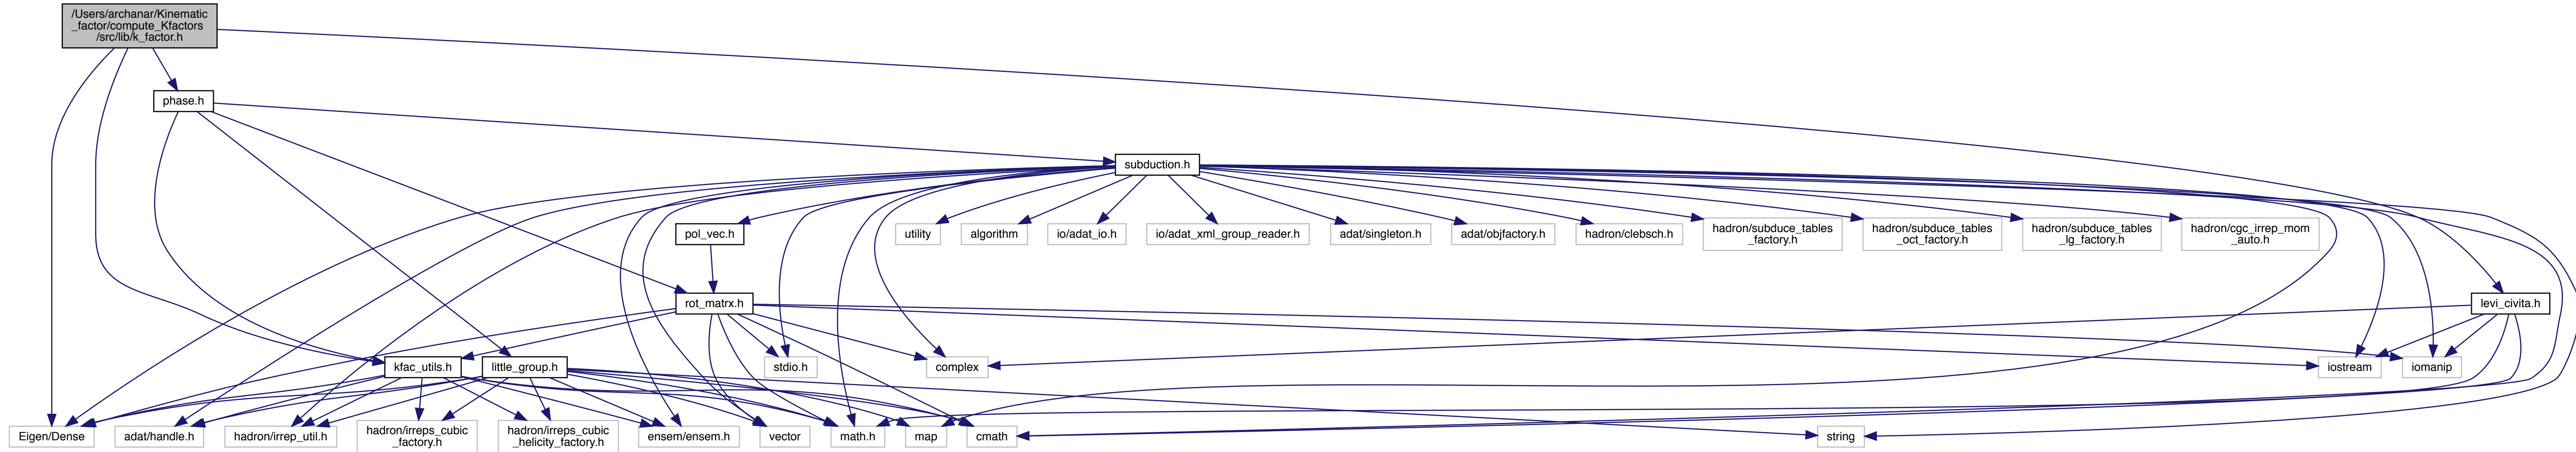 /Users/archanar/Kinematic
_factor/compute_Kfactors
/src/lib/k_factor.h
phase.h
subduction.h
pol_vec.h
utility
algorithm
io/adat_io.h
io/adat_xml_group_reader.h
adat/singleton.h
adat/objfactory.h
hadron/clebsch.h
hadron/subduce_tables
_factory.h
hadron/subduce_tables
_oct_factory.h
hadron/subduce_tables
_lg_factory.h
hadron/cgc_irrep_mom
_auto.h
rot_matrx.h
levi_civita.h
kfac_utils.h
little_group.h
stdio.h
complex
iostream
iomanip
Eigen/Dense
adat/handle.h
hadron/irrep_util.h
hadron/irreps_cubic
_factory.h
hadron/irreps_cubic
_helicity_factory.h
ensem/ensem.h
vector
math.h
map
cmath
string